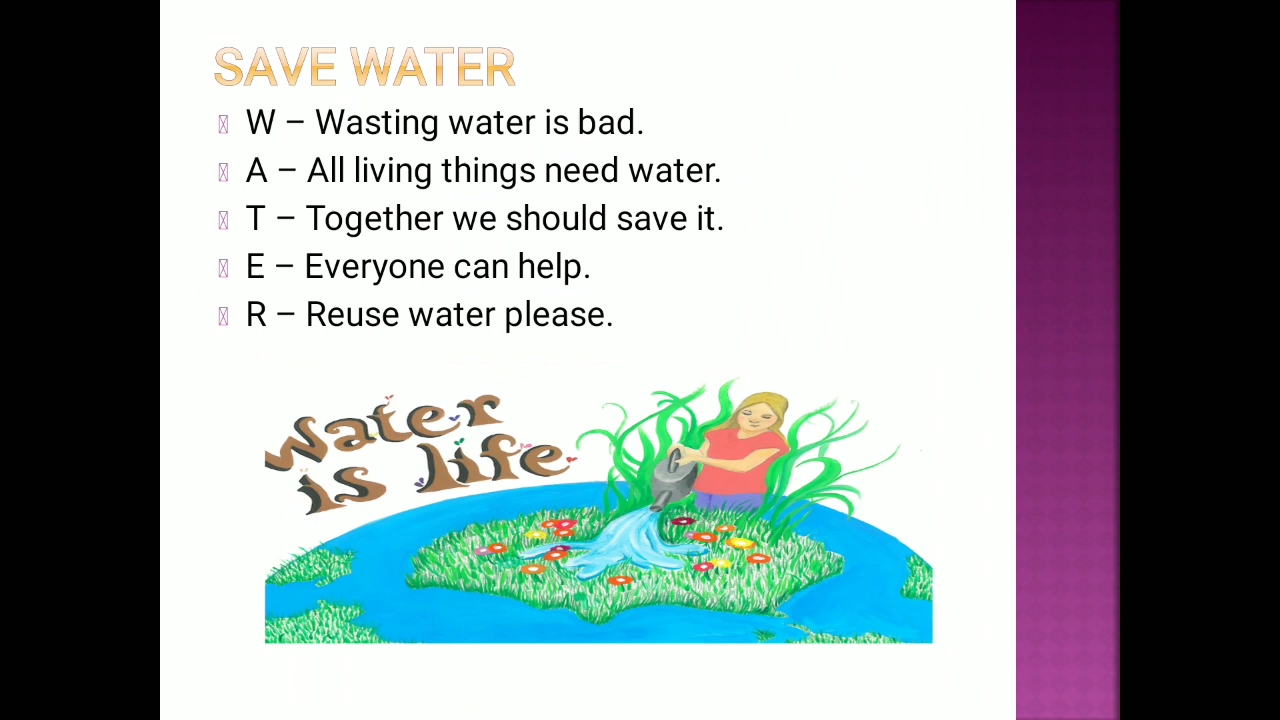 SAVE WATER
W – Wasting water is bad.
A – All living things need water.
T – Together we should save it.
E – Everyone can help.
R – Reuse water please.
water
is life